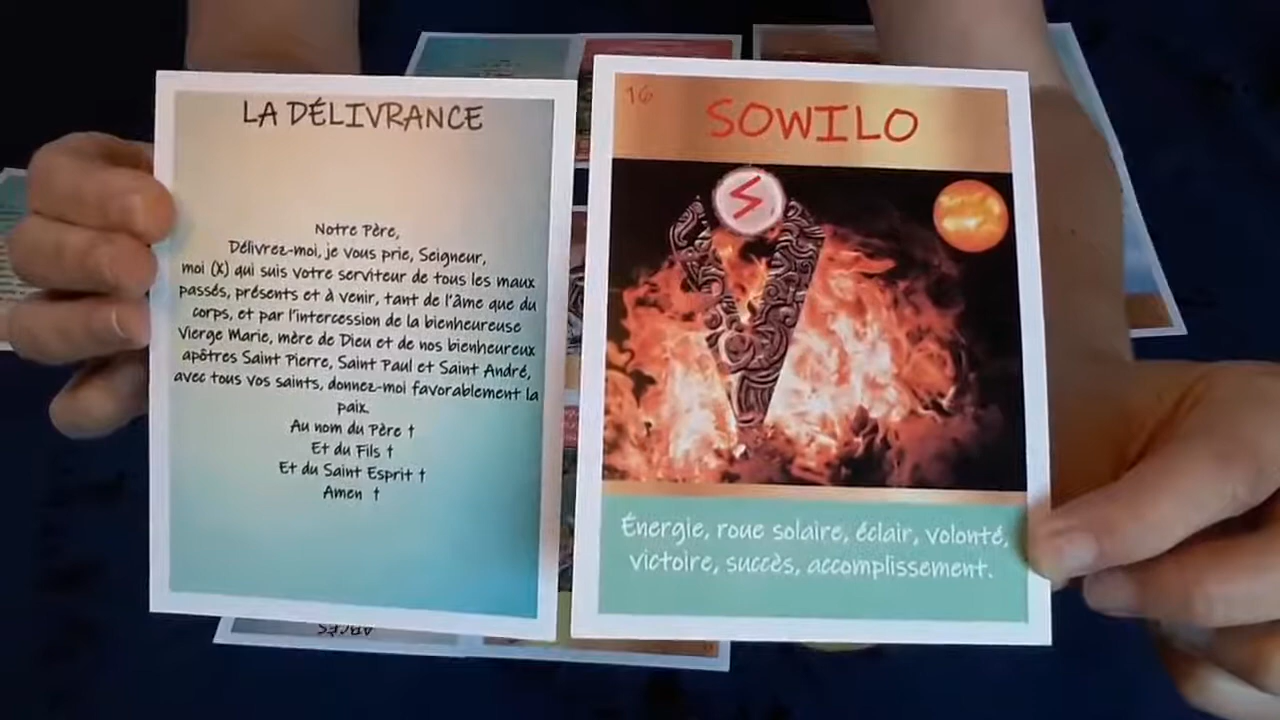 LA DÉLIVRANCE
Notre Père,
Délivrez-moi, je vous prie, Seigneur,
moi (X) qui suis votre serviteur de tous les maux
passés, présents et à venir, tant de l'âme que du
corps, et par l'intercession de la bienheureuse
Vierge Marie, mère de Dieu et de nos bienheureux
apôtres Saint Pierre, Saint Paul et Saint André,
avec tous vos saints, donnez-moi favorablement la
paix.
Au nom du Père †
Et du Fils †
Et du Saint Esprit †
Amen †
16
SOWILO
Énergie, roue solaire, éclair, volonté,
victoire, succès, accomplissement.